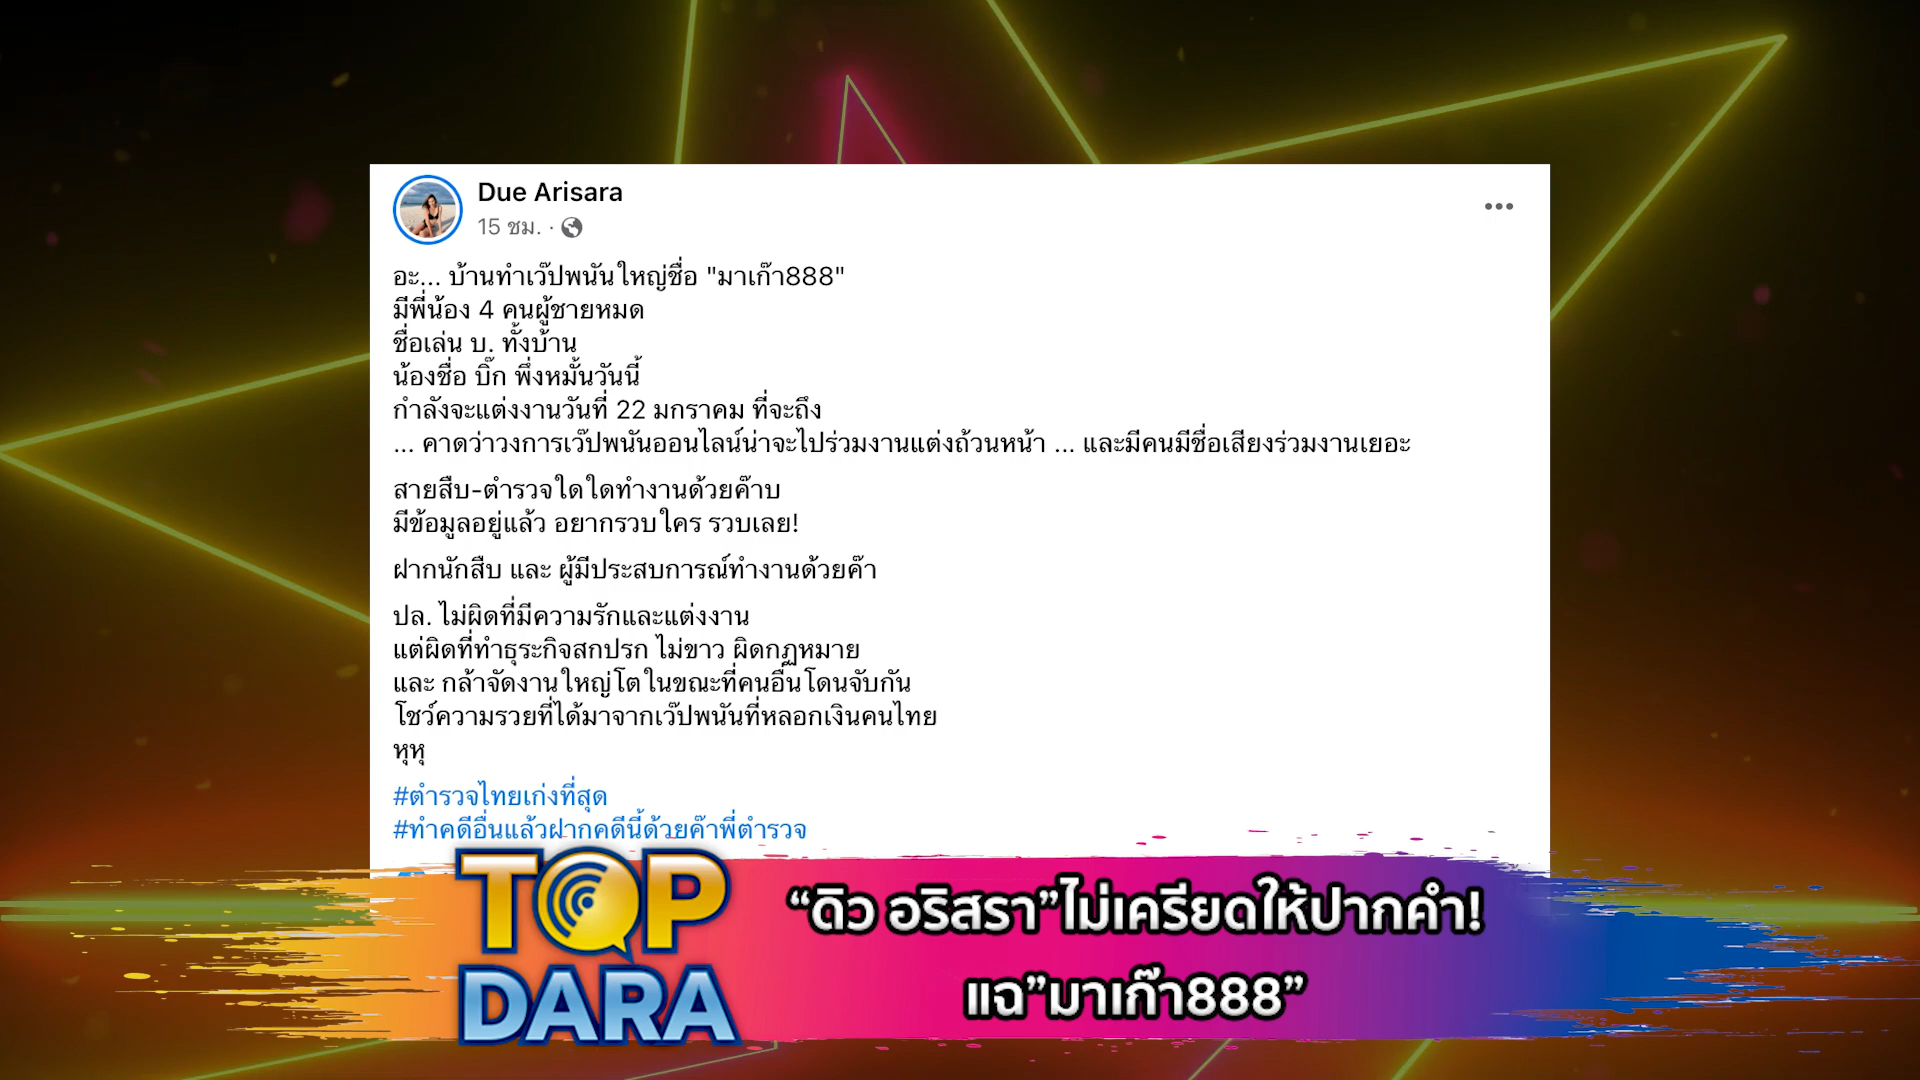 Due Arisara
15 ชม. ·
อะ... บ้านทำเว๊ปพนันใหญ่ชื่อ "มาเก๊า888"
มีพี่น้อง 4 คนผู้ชายหมด
ชื่อเล่น บ. ทั้งบ้าน
น้องชื่อ บิ๊ก พึ่งหมั้นวันนี้
กำลังจะแต่งงานวันที่ 22 มกราคม ที่จะถึง
... คาดว่าวงการเว๊ปพนันออนไลน์น่าจะไปร่วมงานแต่งถ้วนหน้า ... และมีคนมีชื่อเสียงร่วมงานเยอะ
สายสืบ-ตำรวจใดใดทำงานด้วยค๊าบ
มีข้อมูลอยู่แล้ว อยากรวบใคร รวบเลย!
ฝากนักสืบ และ ผู้มีประสบการณ์ทำงานด้วยค๊า
ปล. ไม่ผิดที่มีความรักและแต่งงาน
แต่ผิดที่ทำธุระกิจสกปรก ไม่ขาว ผิดกฏหมาย
และ กล้าจัดงานใหญ่โตในขณะที่คนอื่นโดนจับกัน
โชว์ความรวยที่ได้มาจากเว๊ปพนันที่หลอกเงินคนไทย
หุหุ
#ตำรวจไทยเก่งที่สุด
#ทำคดีอื่นแล้วฝากคดีนี้ด้วยค๊าพี่ตำรวจ
TOP
DARA
“ดิว อริสรา”ไม่เครียดให้ปากคำ!
แฉ”มาเก๊า888”